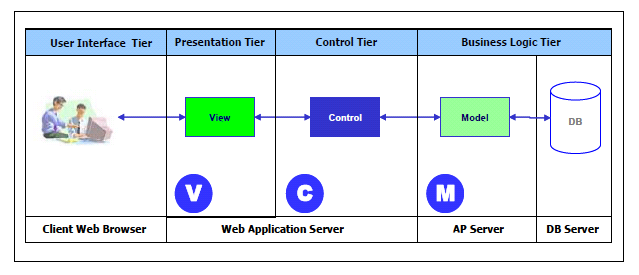 User Interface Tier
Presentation Tier
Control Tier
Business Logic Tier
View
Control
Model
DB
V
C
M
Client Web Browser
Web Application Server
AP Server
DB Server